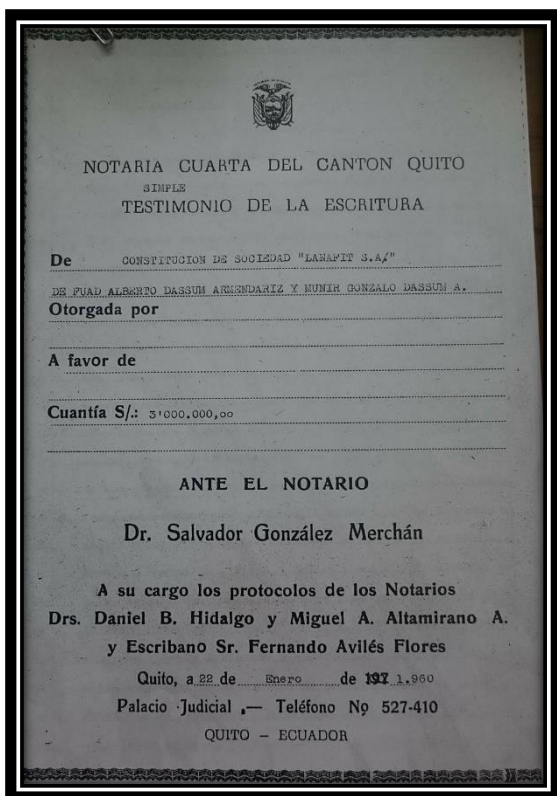 NOTARIA CUARTA DEL CANTON QUITO
SIMPLE
TESTIMONIO DE LA ESCRITURA
De CONSTITUCION DE SOCIEDAD "LANAFIT S.A/"
DE FUAD ALBERTO DASSUM ARMENDARIZ Y MUNIR GONZALO DASSUM A.
Otorgada por
A favor de
Cuantía S/.: 3'000.000,oo
ANTE EL NOTARIO
Dr. Salvador González Merchán
A su cargo los protocolos de los Notarios
Drs. Daniel B. Hidalgo y Miguel A. Altamirano A.
y Escribano Sr. Fernando Avilés Flores
Quito, a 22 de Enero de 1.960
Palacio Judicial .— Teléfono Nº 527-410
QUITO – ECUADOR